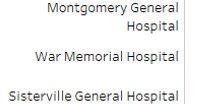 Montgomery General
Hospital
War Memorial Hospital
Sisterville General Hospital